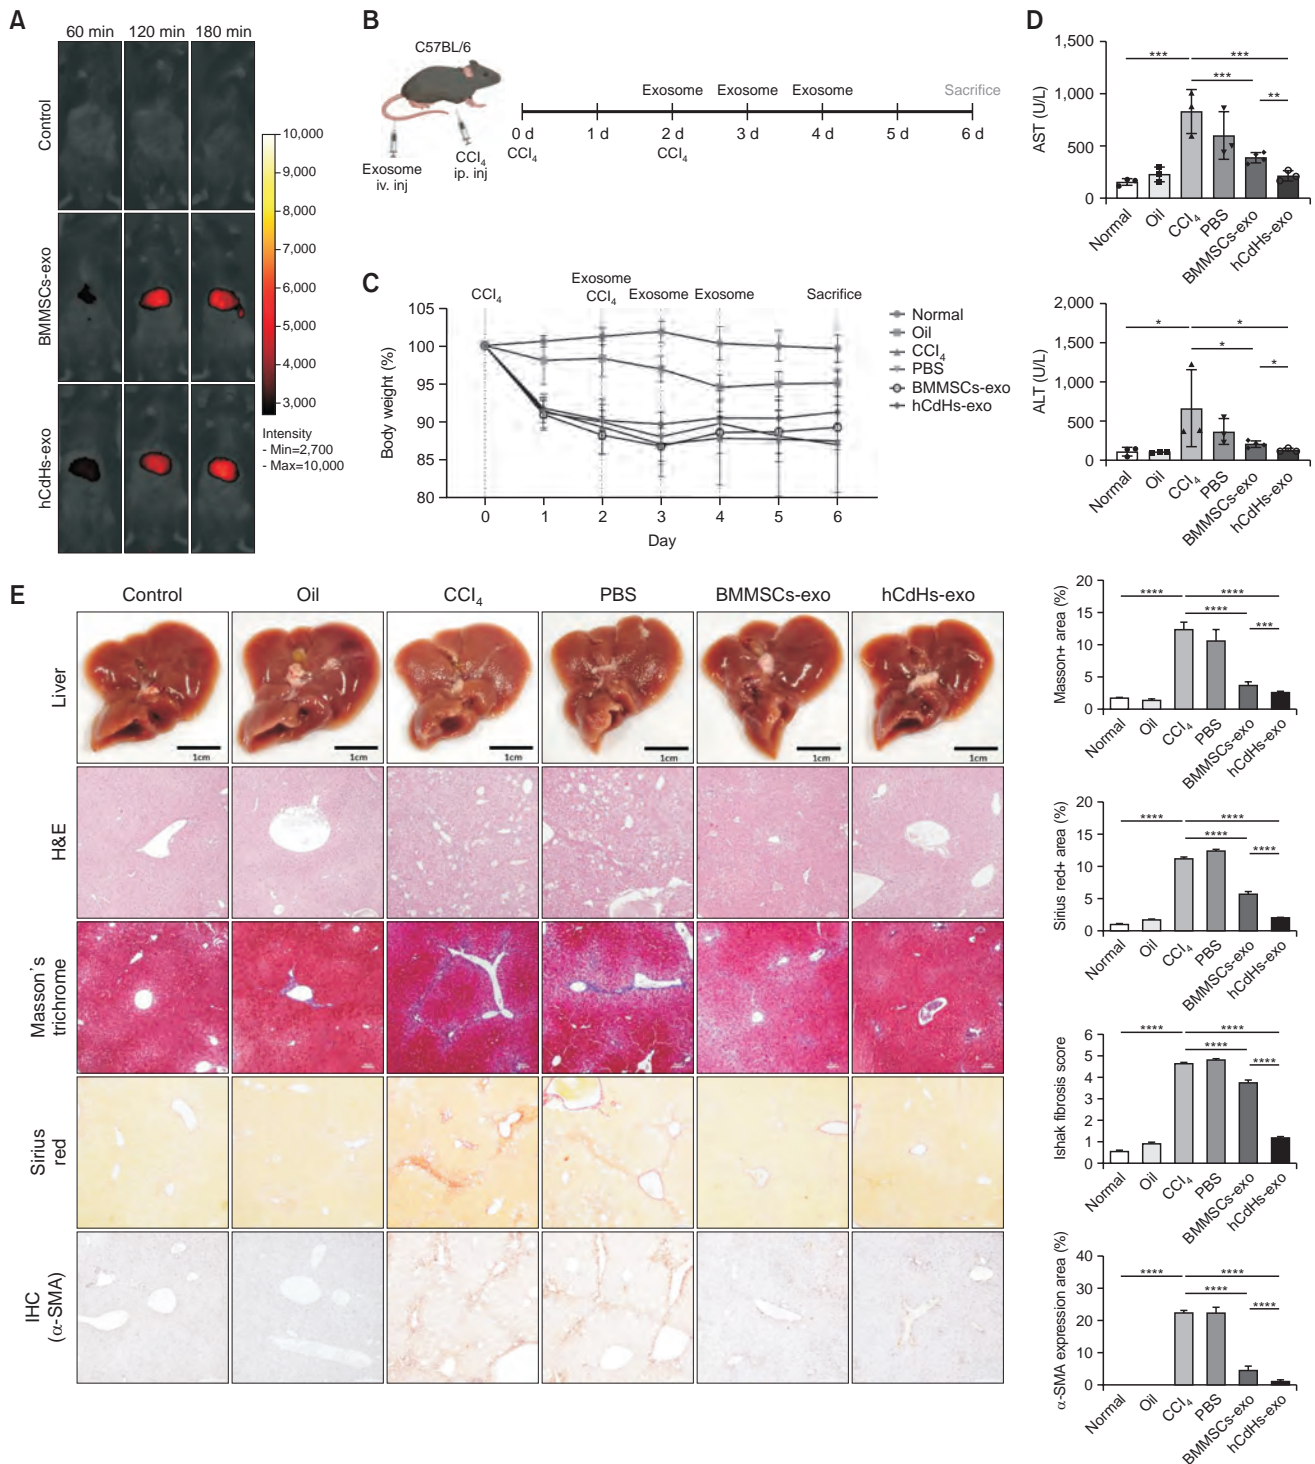 A
60 min 120 min 180 min
Control
BMMSCs-exo
hCdHs-exo
10,000
9,000
8,000
7,000
6,000
5,000
4,000
3,000
Intensity
- Min=2,700
- Max=10,000
B
C57BL/6
Exosome
iv. inj
CCl4
ip. inj
Exosome Exosome Exosome Sacrifice
0 d 1 d 2 d 3 d 4 d 5 d 6 d
CCl4 CCl4
C
CCl4
Exosome
CCl4 Exosome Exosome Sacrifice
Body weight (%)
105
100
95
90
85
80
0 1 2 3 4 5 6
Day
Normal
Oil
CCl4
PBS
BMMSCs-exo
hCdHs-exo
D
AST (U/L)
1,500
1,000
500
0
*** ***
***
**
Normal Oil CCl4 PBS BMMSCs-exo hCdHs-exo
ALT (U/L)
2,000
1,500
1,000
500
0
* *
*
*
Normal Oil CCl4 PBS BMMSCs-exo hCdHs-exo
E
Control Oil CCl4 PBS BMMSCs-exo hCdHs-exo
Liver
1cm 1cm 1cm 1cm 1cm 1cm
H&E
Masson's
trichrome
Sirius
red
IHC
(α-SMA)
Masson+ area (%)
20
15
10
5
0
**** ****
****
***
Normal Oil CCl4 PBS BMMSCs-exo hCdHs-exo
Sirius red+ area (%)
20
15
10
5
0
**** ****
****
****
Normal Oil CCl4 PBS BMMSCs-exo hCdHs-exo
Ishak fibrosis score
6
5
4
3
2
1
0
**** ****
****
****
Normal Oil CCl4 PBS BMMSCs-exo hCdHs-exo
α-SMA expression area (%)
40
30
20
10
0
**** ****
****
****
Normal Oil CCl4 PBS BMMSCs-exo hCdHs-exo